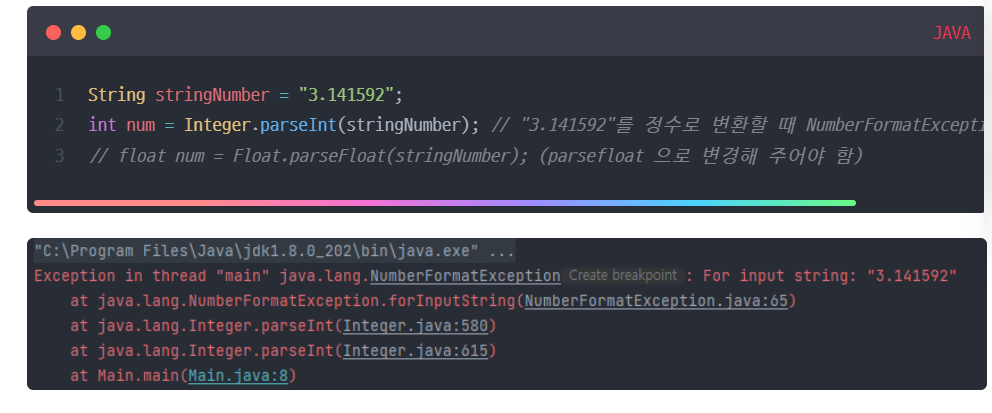 JAVA
1 String stringNumber = "3.141592";
2 int num = Integer.parseInt(stringNumber); // "3.141592"를 정수로 변환할 때 NumberFormatExcepti
3 // float num = Float.parseFloat(stringNumber); (parsefloat 으로 변경해 주어야 함)
"C:\Program Files\Java\jdk1.8.0_202\bin\java.exe" ...
Exception in thread "main" java.lang.NumberFormatException Create breakpoint : For input string: "3.141592"
at java.lang.NumberFormatException.forInputString(NumberFormatException.java:65)
at java.lang.Integer.parseInt(Integer.java:580)
at java.lang.Integer.parseInt(Integer.java:615)
at Main.main(Main.java:8)